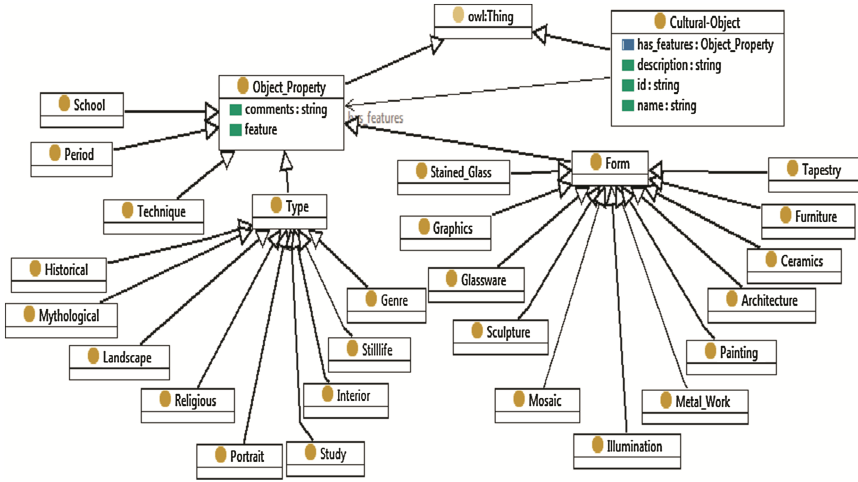 owl:Thing
Cultural-Object
has_features : Object_Property
description : string
id : string
name : string
Object_Property
comments : string
feature
has_features
School
Period
Technique
Type
Stained_Glass
Form
Tapestry
Graphics
Furniture
Historical
Glassware
Ceramics
Mythological
Genre
Architecture
Landscape
Stilllife
Sculpture
Painting
Religious
Interior
Mosaic
Metal_Work
Portrait
Study
Illumination